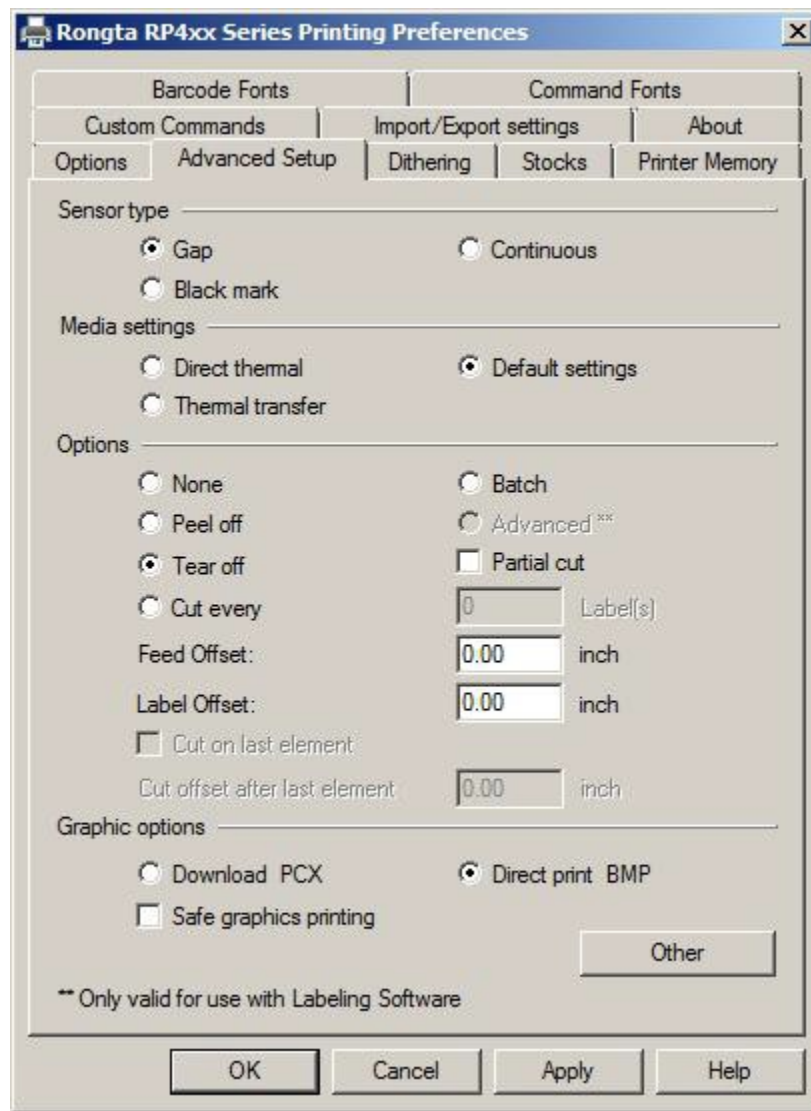 Rongta RP4xx Series Printing Preferences
Barcode Fonts Command Fonts
Custom Commands Import/Export settings About
Options Advanced Setup Dithering Stocks Printer Memory
Sensor type
Gap Continuous
Black mark
Media settings
Direct thermal Default settings
Thermal transfer
Options
None Batch
Peel off Advanced **
Tear off Partial cut
Cut every 0 Label(s)
Feed Offset: 0.00 inch
Label Offset: 0.00 inch
Cut on last element
Cut offset after last element 0.00 inch
Graphic options
Download PCX Direct print BMP
Safe graphics printing
Other
** Only valid for use with Labeling Software
OK Cancel Apply Help